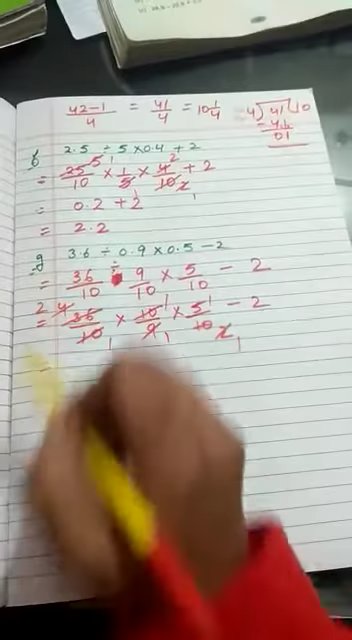 42-1/4 = 41/4 = 10 1/4 4)41(10
-4
01
2.5 ÷ 5 × 0.4 + 2
= 25/10 × 1/5 × 4/10 + 2
= 0.2 + 2
= 2.2
g 3.6 ÷ 0.9 × 0.5 - 2
= 36/10 ÷ 9/10 × 5/10 - 2
= 36/10 × 10/9 × 5/10 - 2